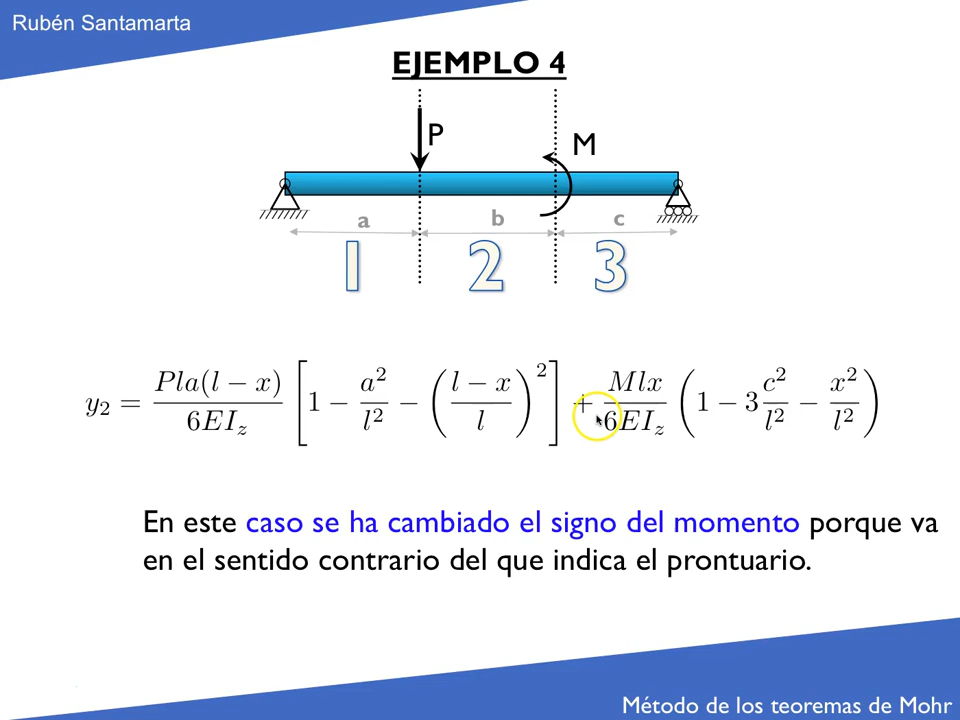 Rubén Santamarta
EJEMPLO 4
P
M
a b c
1 2 3
y₂ = Pla(l − x)/6EI_z [1 − a²/l² − ((l − x)/l)²] + Mlx/6EI_z (1 − 3 c²/l² − x²/l²)
En este caso se ha cambiado el signo del momento porque va
en el sentido contrario del que indica el prontuario.
Método de los teoremas de Mohr